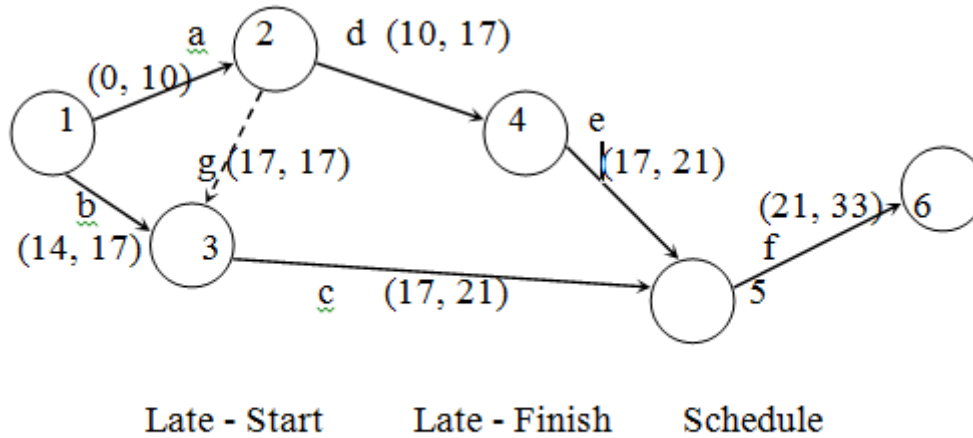 a 2 d (10, 17)
(0, 10)
1 4 e
g (17, 17) (17, 21)
b (21, 33) 6
(14, 17) 3 f
c (17, 21) 5
Late - Start Late - Finish Schedule